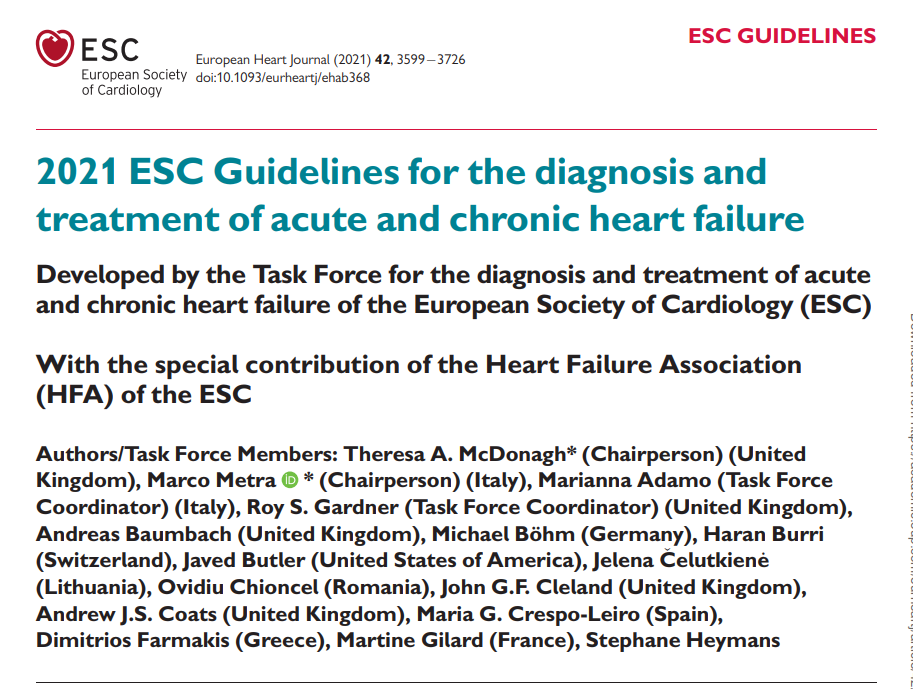 ESC
European Society
of Cardiology
European Heart Journal (2021) 42, 3599–3726
doi:10.1093/eurheartj/ehab368
ESC GUIDELINES
2021 ESC Guidelines for the diagnosis and
treatment of acute and chronic heart failure
Developed by the Task Force for the diagnosis and treatment of acute
and chronic heart failure of the European Society of Cardiology (ESC)
With the special contribution of the Heart Failure Association
(HFA) of the ESC
Authors/Task Force Members: Theresa A. McDonagh* (Chairperson) (United
Kingdom), Marco Metra iD * (Chairperson) (Italy), Marianna Adamo (Task Force
Coordinator) (Italy), Roy S. Gardner (Task Force Coordinator) (United Kingdom),
Andreas Baumbach (United Kingdom), Michael Böhm (Germany), Haran Burri
(Switzerland), Javed Butler (United States of America), Jelena Čelutkienė
(Lithuania), Ovidiu Chioncel (Romania), John G.F. Cleland (United Kingdom),
Andrew J.S. Coats (United Kingdom), Maria G. Crespo-Leiro (Spain),
Dimitrios Farmakis (Greece), Martine Gilard (France), Stephane Heymans